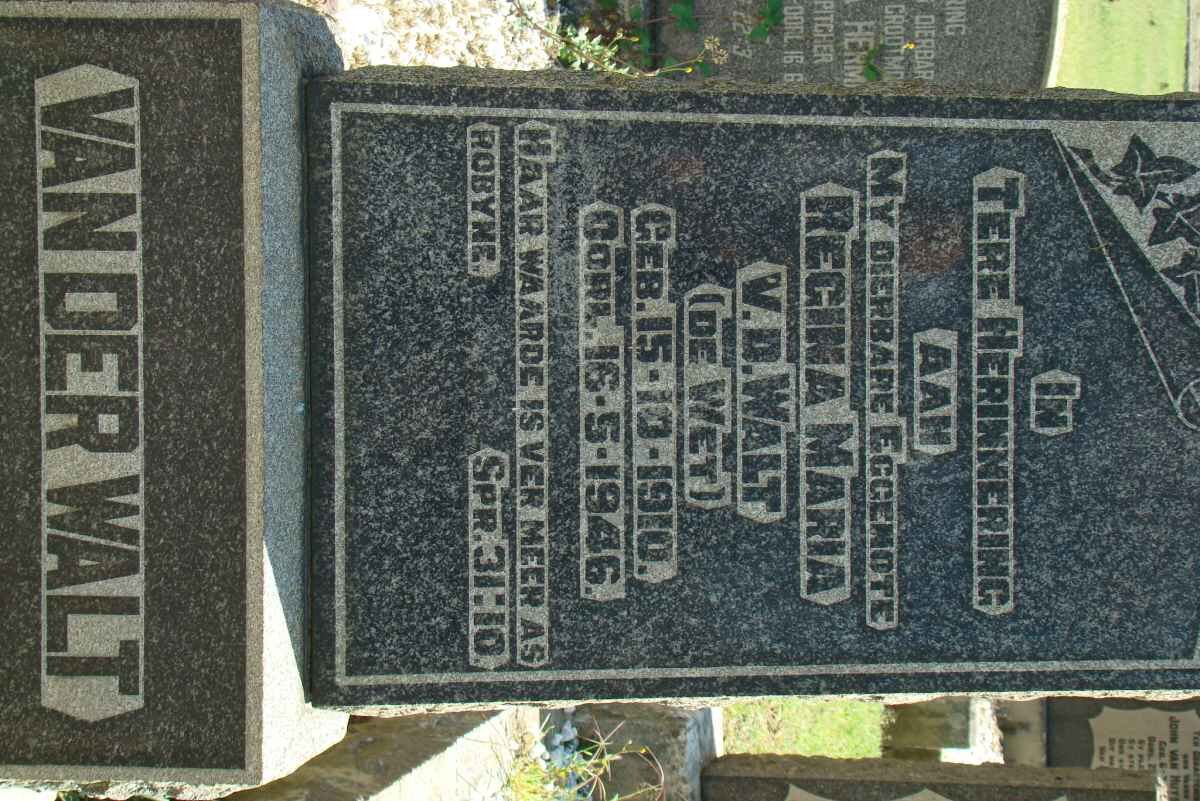 IN
TERE HERINNERING
AAN
MY DIERBARE EGGENOTE
REGINA MARIA
V.D.WALT
(DE WET)
GEB.15-10-1910.
OORL.16-5-1946.
HAAR WAARDE IS VER MEER AS
ROBYNE SPR.31:10
VAN DER WALT